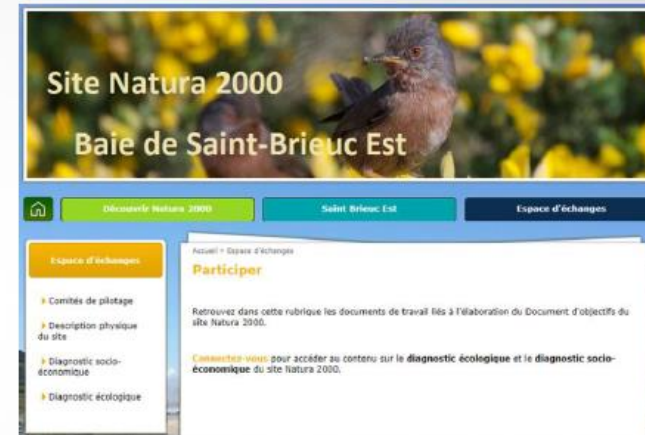 Site Natura 2000
Baie de Saint-Brieuc Est
Découvrir Natura 2000
Saint Brieuc Est
Espace d'échanges
Espace d'échanges
Comités de pilotage
Description physique
du site
Diagnostic socio-
économique
Diagnostic écologique
Accueil > Espace d'échanges
Participer
Retrouvez dans cette rubrique les documents de travail liés à l'élaboration du Document d'objectifs du
site Natura 2000.
Connectez-vous pour accéder au contenu sur le diagnostic écologique et le diagnostic socio-
économique du site Natura 2000.